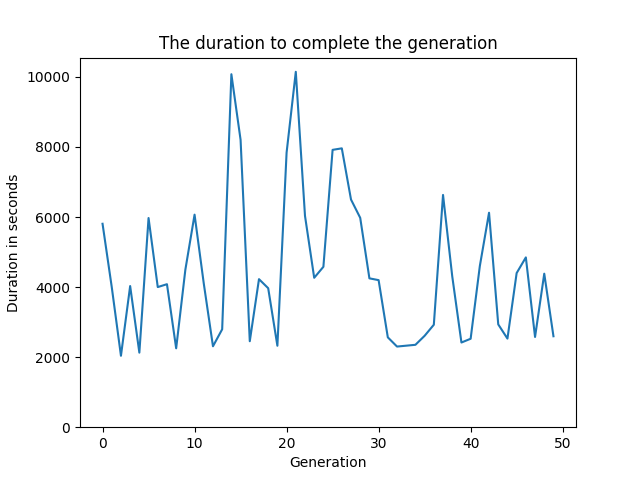 The duration to complete the generation
10000
8000
6000
4000
2000
0
Duration in seconds
0 10 20 30 40 50
Generation